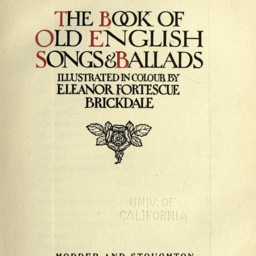 THE BOOK OF
OLD ENGLISH
SONGS & BALLADS
ILLUSTRATED IN COLOUR BY
ELEANOR FORTESCUE
BRICKDALE
UNIV. OF
CALIFORNIA
HODDER AND STOUGHTON